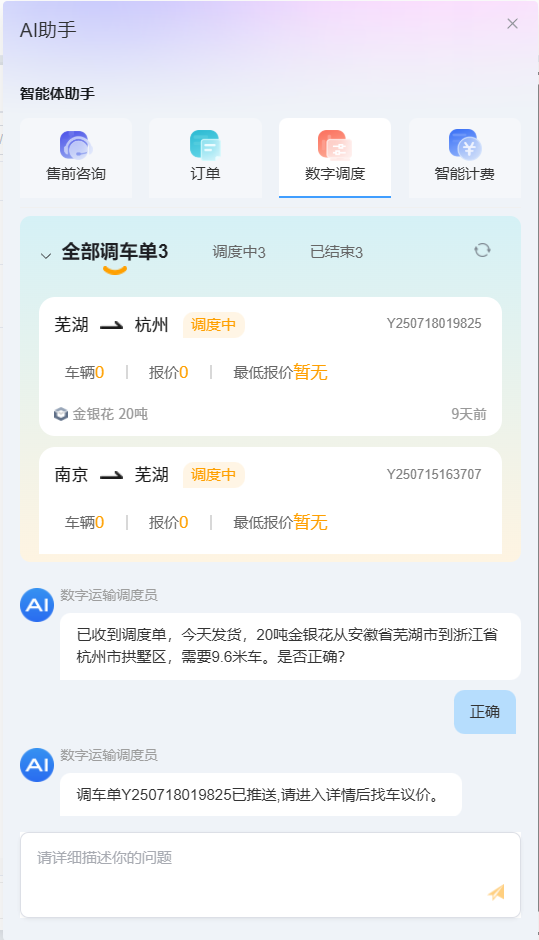 AI助手
智能体助手
售前咨询 订单 数字调度 智能计费
全部调车单3 调度中3 已结束3
芜湖 杭州 调度中 Y250718019825
车辆0 报价0 最低报价暂无
金银花 20吨 9天前
南京 芜湖 调度中 Y250715163707
车辆0 报价0 最低报价暂无
AI 数字运输调度员
已收到调度单，今天发货，20吨金银花从安徽省芜湖市到浙江省
杭州市拱墅区，需要9.6米车。是否正确?
正确
AI 数字运输调度员
调车单Y250718019825已推送,请进入详情后找车议价。
请详细描述你的问题